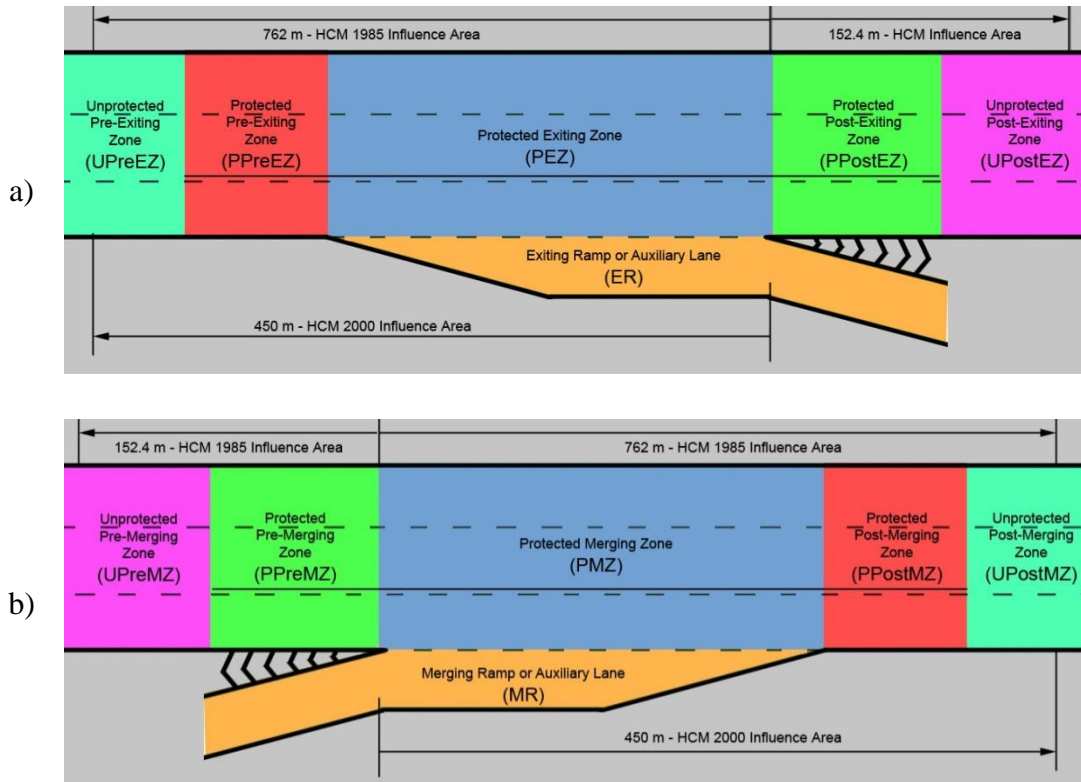 762 m - HCM 1985 Influence Area
152.4 m - HCM Influence Area
a)
Unprotected
Pre-Exiting
Zone
(UPreEZ)
Protected
Pre-Exiting
Zone
(PPreEZ)
Protected Exiting Zone
(PEZ)
Protected
Post-Exiting
Zone
(PPostEZ)
Unprotected
Post-Exiting
Zone
(UPostEZ)
Exiting Ramp or Auxiliary Lane
(ER)
450 m - HCM 2000 Influence Area
152.4 m - HCM 1985 Influence Area
762 m - HCM 1985 Influence Area
b)
Unprotected
Pre-Merging
Zone
(UPreMZ)
Protected
Pre-Merging
Zone
(PPreMZ)
Protected Merging Zone
(PMZ)
Protected
Post-Merging
Zone
(PPostMZ)
Unprotected
Post-Merging
Zone
(UPostMZ)
Merging Ramp or Auxiliary Lane
(MR)
450 m - HCM 2000 Influence Area